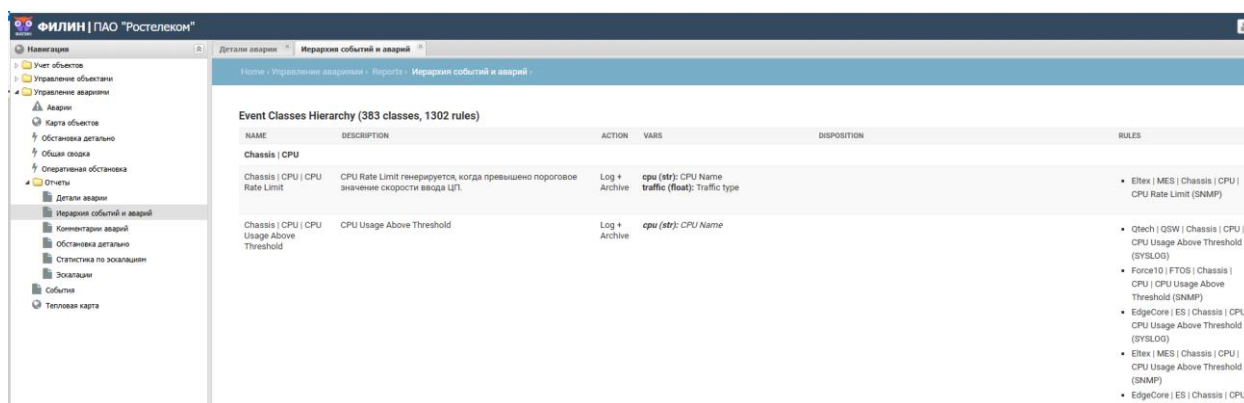 ФИЛИН | ПАО "Ростелеком"
Навигация
Учет объектов
Управление объектами
Управление авариями
Аварии
Карта объектов
Обстановка детально
Общая сводка
Оперативная обстановка
Отчеты
Детали аварии
Иерархия событий и аварий
Комментарии аварий
Обстановка детально
Статистика по эскалациям
Эскалации
События
Тепловая карта
Детали аварии Иерархия событий и аварий
Home › Управление авариями › Reports › Иерархия событий и аварий ›
Event Classes Hierarchy (383 classes, 1302 rules)
NAME DESCRIPTION ACTION VARS DISPOSITION RULES
Chassis | CPU
Chassis | CPU | CPU
Rate Limit
CPU Rate Limit генерируется, когда превышено пороговое
значение скорости ввода ЦП.
Log +
Archive
cpu (str): CPU Name
traffic (float): Traffic type
Eltex | MES | Chassis | CPU |
CPU Rate Limit (SNMP)
Chassis | CPU | CPU
Usage Above
Threshold
CPU Usage Above Threshold
Log +
Archive
cpu (str): CPU Name
Qtech | QSW | Chassis | CPU |
CPU Usage Above Threshold
(SYSLOG)
Force10 | FTOS | Chassis |
CPU | CPU Usage Above
Threshold (SNMP)
EdgeCore | ES | Chassis | CPU
CPU Usage Above Threshold
(SYSLOG)
Eltex | MES | Chassis | CPU |
CPU Usage Above Threshold
(SNMP)
EdgeCore | ES | Chassis | CPU